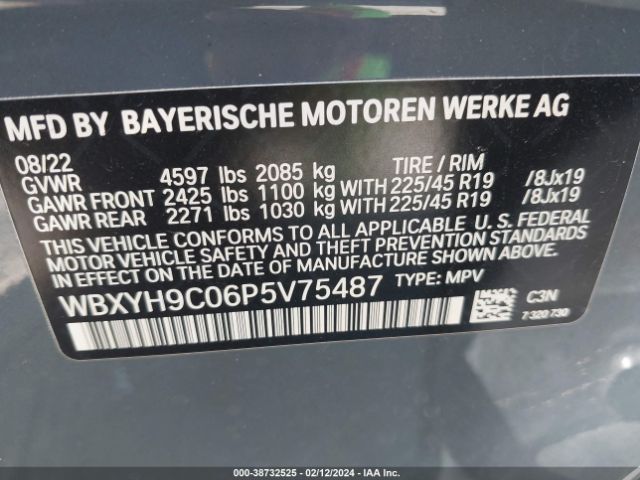 MFD BY BAYERISCHE MOTOREN WERKE AG
08/22
GVWR 4597 lbs 2085 kg TIRE / RIM
GAWR FRONT 2425 lbs 1100 kg WITH 225/45 R19 /8Jx19
GAWR REAR 2271 lbs 1030 kg WITH 225/45 R19 /8Jx19
THIS VEHICLE CONFORMS TO ALL APPLICABLE U. S. FEDERAL
MOTOR VEHICLE SAFETY AND THEFT PREVENTION STANDARDS
IN EFFECT ON THE DATE OF MANUFACTURE SHOWN ABOVE.
WBXYH9C06P5V75487 TYPE: MPV
C3N
7 320 730
© IAA-38732525 - 02/12/2024 - IAAI.COM